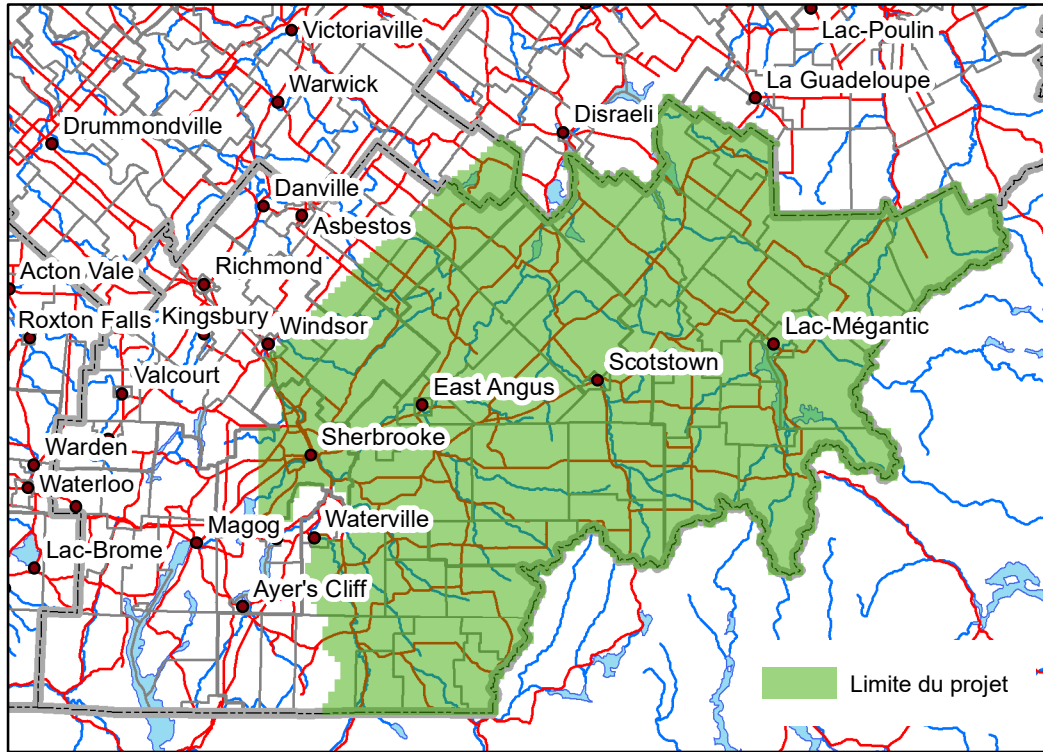 Victoriaville
Lac-Poulin
La Guadeloupe
Warwick
Disraeli
Drummondville
Danville
Asbestos
Acton Vale
Richmond
Roxton Falls
Kingsbury
Windsor
Lac-Mégantic
Scotstown
Valcourt
East Angus
Sherbrooke
Warden
Waterloo
Magog
Waterville
Lac-Brome
Ayer's Cliff
Limite du projet